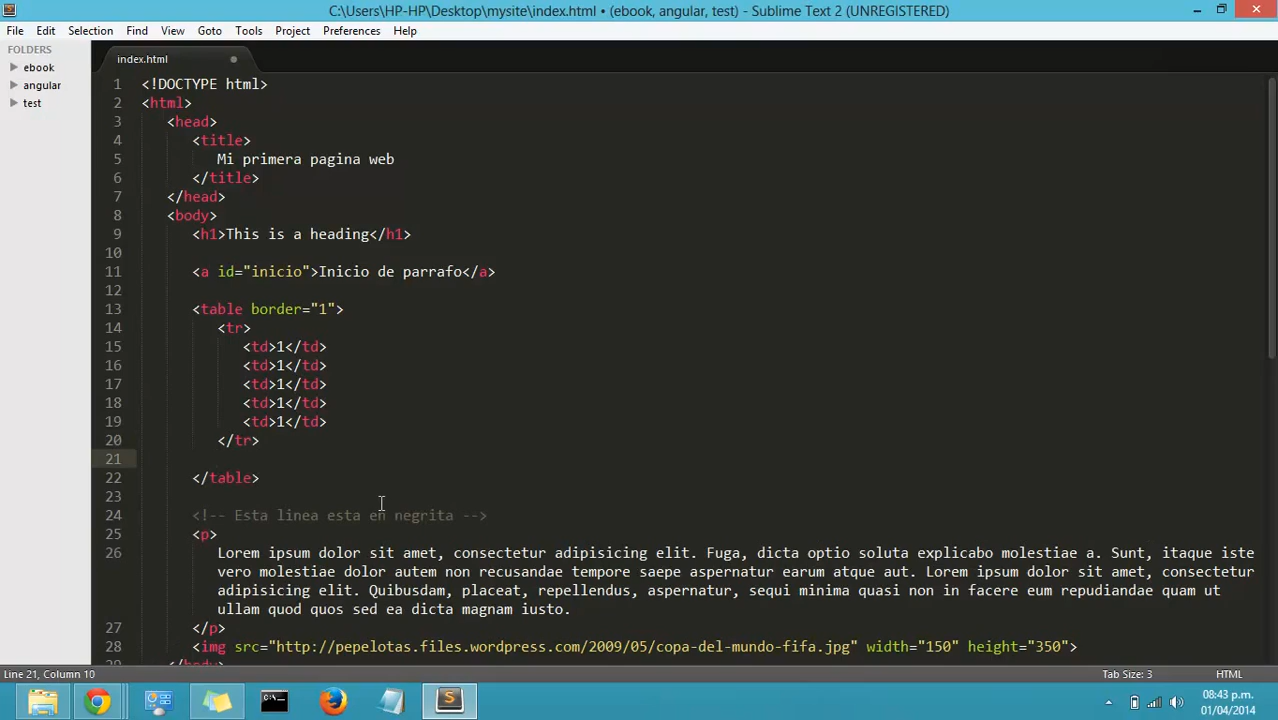 C:\Users\HP-HP\Desktop\mysite\index.html • (ebook, angular, test) - Sublime Text 2 (UNREGISTERED)
File Edit Selection Find View Goto Tools Project Preferences Help
FOLDERS
ebook
angular
test
index.html
1 <!DOCTYPE html>
2 <html>
3 <head>
4 <title>
5 Mi primera pagina web
6 </title>
7 </head>
8 <body>
9 <h1>This is a heading</h1>
10
11 <a id="inicio">Inicio de parrafo</a>
12
13 <table border="1">
14 <tr>
15 <td>1</td>
16 <td>1</td>
17 <td>1</td>
18 <td>1</td>
19 <td>1</td>
20 </tr>
21
22 </table>
23
24 <!-- Esta linea esta en negrita -->
25 <p>
26 Lorem ipsum dolor sit amet, consectetur adipisicing elit. Fuga, dicta optio soluta explicabo molestiae a. Sunt, itaque iste
vero molestiae dolor autem non recusandae tempore saepe aspernatur earum atque aut. Lorem ipsum dolor sit amet, consectetur
adipisicing elit. Quibusdam, placeat, repellendus, aspernatur, sequi minima quasi non in facere eum repudiandae quam ut
ullam quod quos sed ea dicta magnam iusto.
27 </p>
28 <img src="http://pepelotas.files.wordpress.com/2009/05/copa-del-mundo-fifa.jpg" width="150" height="350">
29 </body>
Line 21, Column 10
Tab Size: 3
HTML
C:\
S
08:43 p.m.
01/04/2014